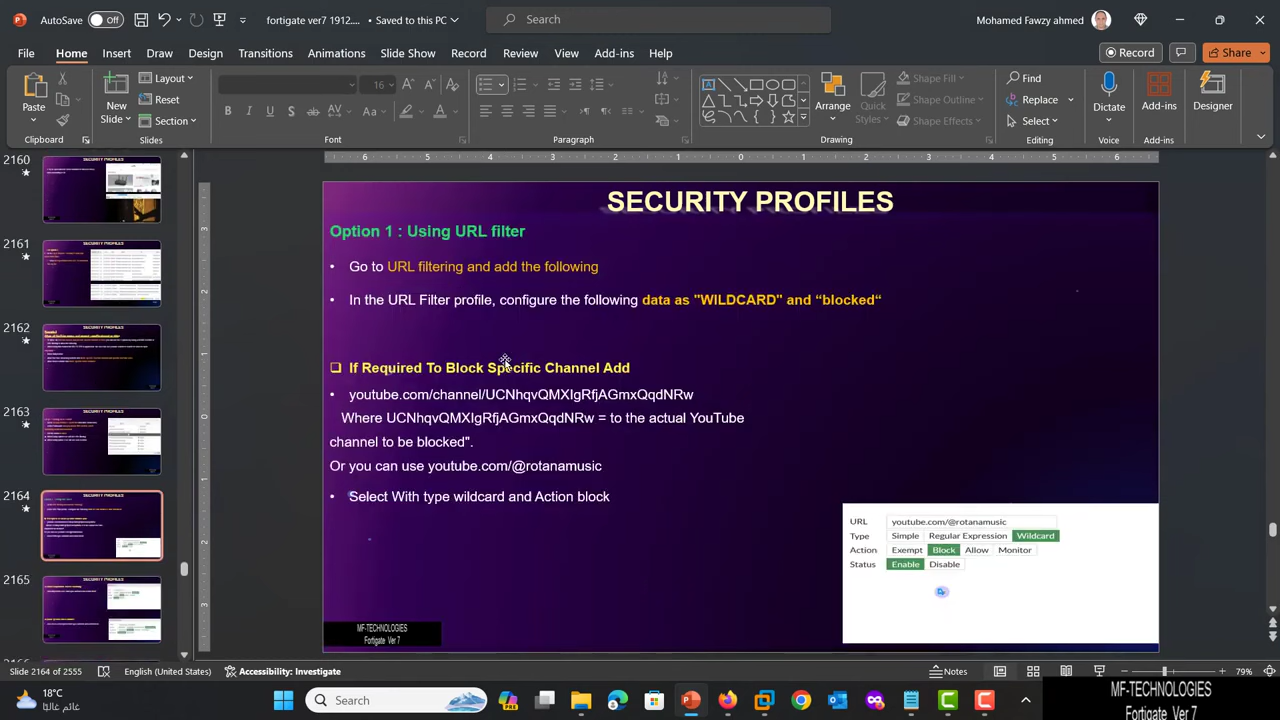 AutoSave Off
fortigate ver7 1912.... • Saved to this PC
Search
Mohamed Fawzy ahmed
File Home Insert Draw Design Transitions Animations Slide Show Record Review View Add-ins Help
Record
Share
Paste
New
Slide
Layout
Reset
Section
16
Find
Replace
Select
Arrange
Quick
Styles
Shape Fill
Shape Outline
Shape Effects
Dictate
Add-ins
Designer
Clipboard
Slides
Font
Paragraph
Drawing
Editing
Voice
Add-ins
2160
2161
2162
2163
2164
2165
SECURITY PROFILES
Option 1 : Using URL filter
• Go to URL filtering and add the following
• In the URL Filter profile, configure the following data as "WILDCARD" and “blocked“
❑ If Required To Block Specific Channel Add
• youtube.com/channel/UCNhqvQMXIqRfjAGmxQqdNRw
Where UCNhqvQMXIqRfjAGmxQqdNRw = to the actual YouTube
channel to be blocked".
Or you can use youtube.com/@rotanamusic
• Select With type wildcard and Action block
URL youtube.com/@rotanamusic
Type Simple Regular Expression Wildcard
Action Exempt Block Allow Monitor
Status Enable Disable
MF-TECHNOLOGIES
Fortigate Ver 7
Slide 2164 of 2555
English (United States)
Accessibility: Investigate
Notes
79%
18°C
غائم غالبًا
Search
MF-TECHNOLOGIES
Fortigate Ver 7